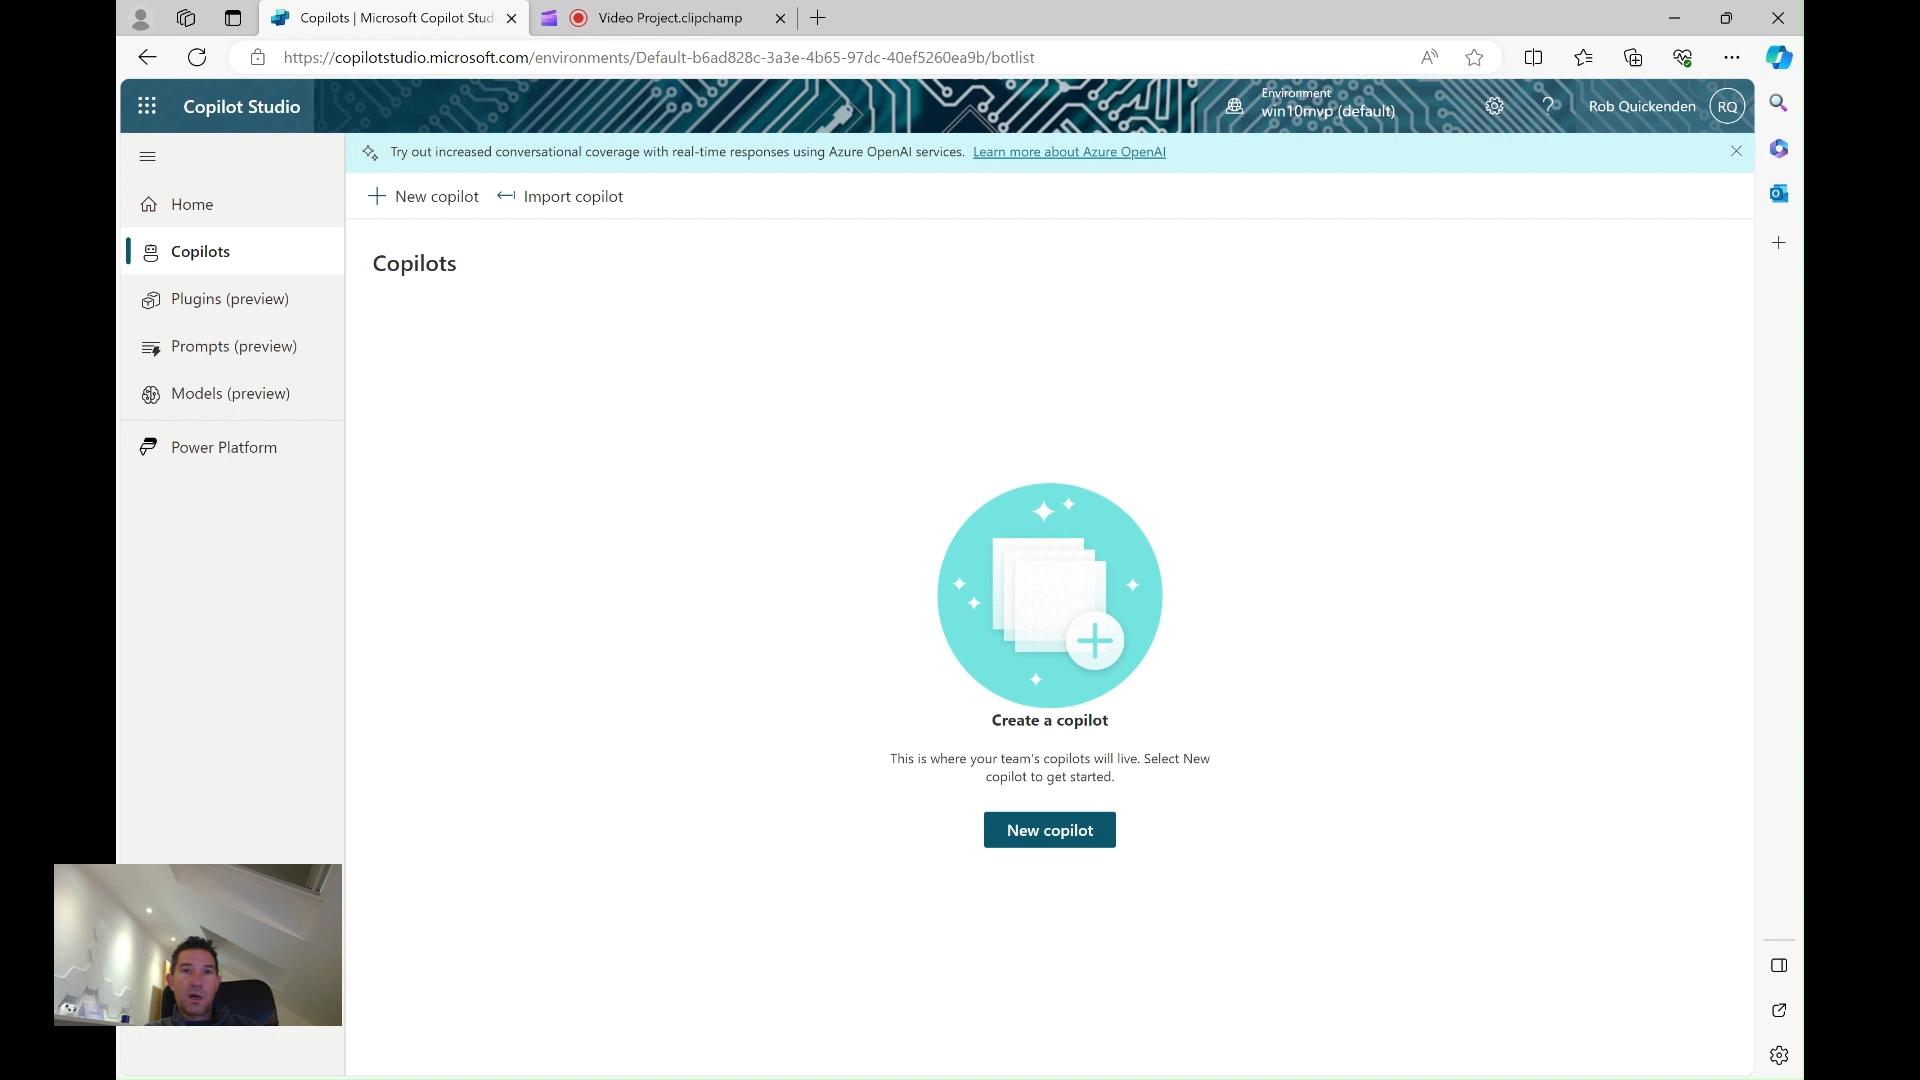 Copilots | Microsoft Copilot Stud
Video Project.clipchamp
https://copilotstudio.microsoft.com/environments/Default-b6ad828c-3a3e-4b65-97dc-40ef5260ea9b/botlist
Copilot Studio
Environment
win10mvp (default)
Rob Quickenden
RQ
Try out increased conversational coverage with real-time responses using Azure OpenAI services. Learn more about Azure OpenAI
New copilot
Import copilot
Home
Copilots
Plugins (preview)
Prompts (preview)
Models (preview)
Power Platform
Copilots
Create a copilot
This is where your team's copilots will live. Select New
copilot to get started.
New copilot